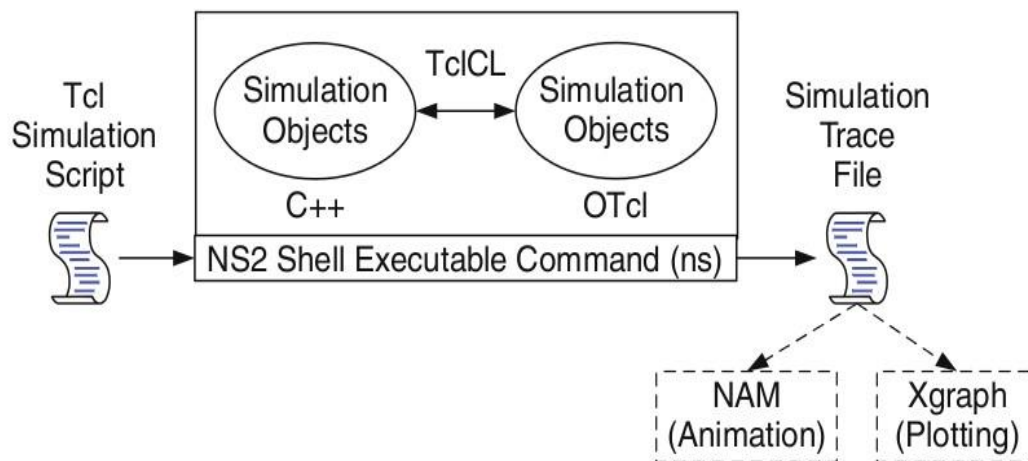 Tcl
Simulation
Script
TclCL
Simulation
Objects
Simulation
Objects
C++
OTcl
NS2 Shell Executable Command (ns)
Simulation
Trace
File
NAM
(Animation)
Xgraph
(Plotting)